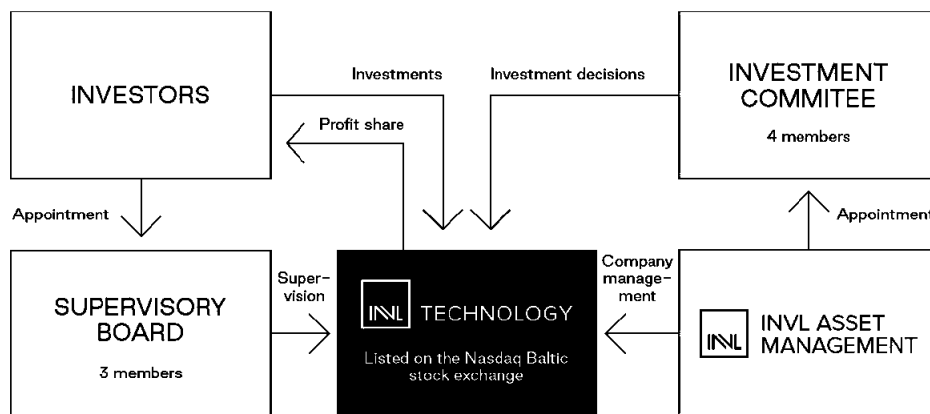 INVESTORS
Investments
Investment decisions
INVESTMENT
COMMITEE
4 members
Profit share
Appointment
Appointment
SUPERVISORY
BOARD
3 members
Super-
vision
INVL TECHNOLOGY
Listed on the Nasdaq Baltic
stock exchange
Company
manage-
ment
INVL INVL ASSET
MANAGEMENT